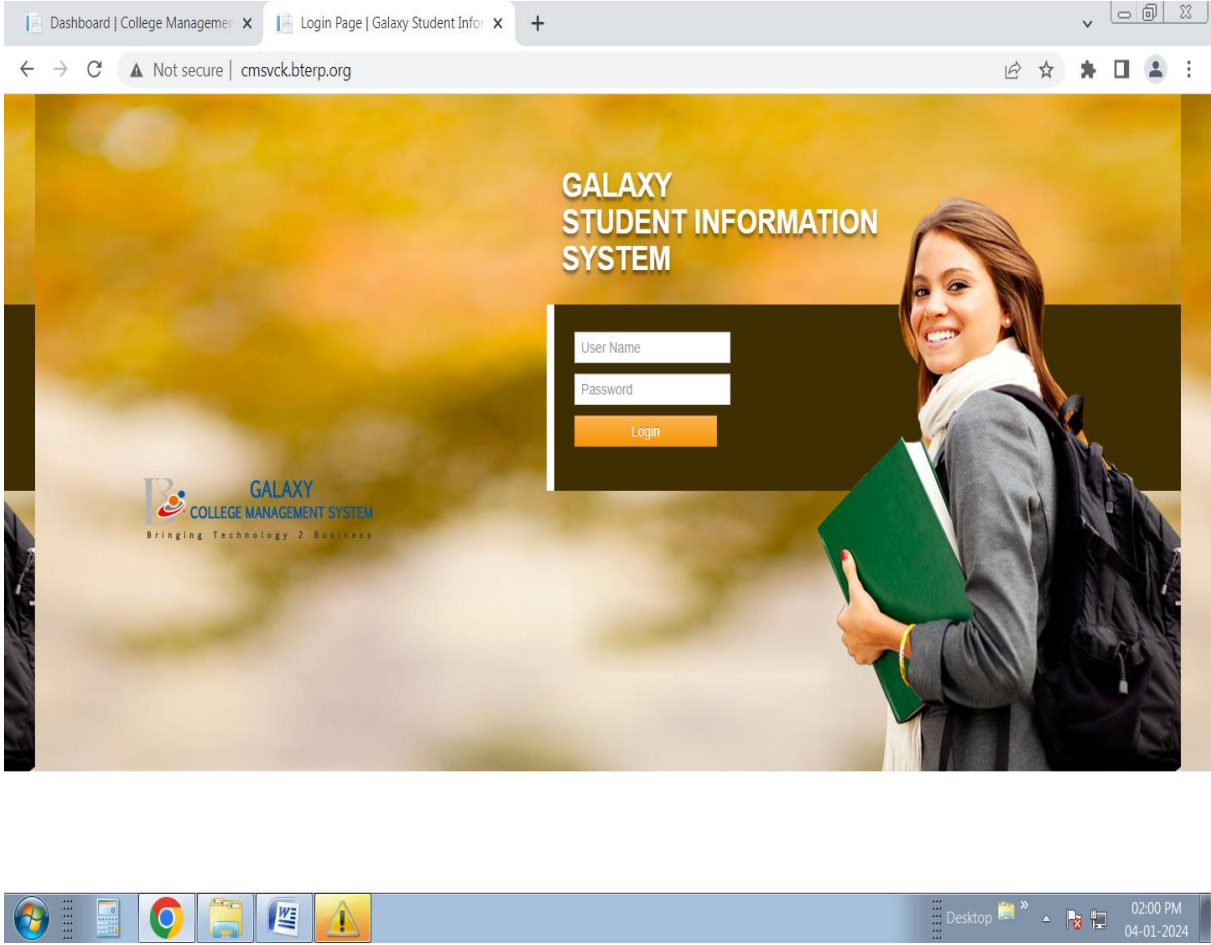 Dashboard | College Managemen
Login Page | Galaxy Student Infor
Not secure | cmsvck.bterp.org
GALAXY
STUDENT INFORMATION
SYSTEM
User Name
Password
Login
GALAXY
COLLEGE MANAGEMENT SYSTEM
Bringing Technology 2 Business
Desktop
02:00 PM
04-01-2024